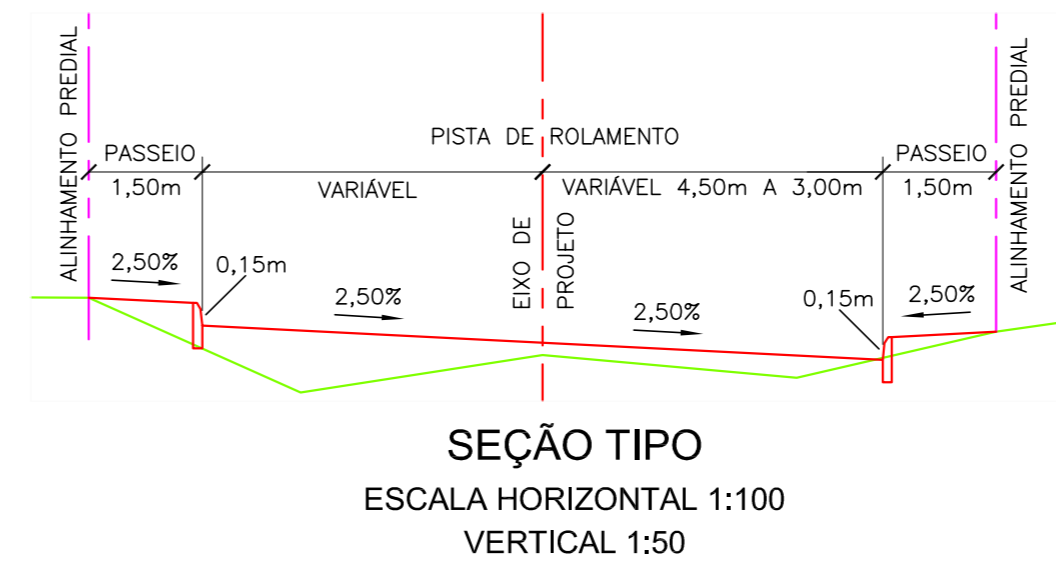 ALINHAMENTO PREDIAL
PISTA DE ROLAMENTO
PASSEIO
PASSEIO
1,50m
VARIÁVEL
VARIÁVEL 4,50m A 3,00m
1,50m
ALINHAMENTO PREDIAL
EIXO DE
PROJETO
2,50%
0,15m
2,50%
2,50%
0,15m
2,50%
SEÇÃO TIPO
ESCALA HORIZONTAL 1:100
VERTICAL 1:50